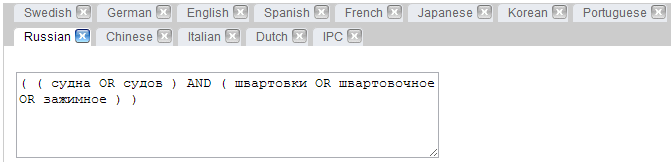 Swedish German English Spanish French Japanese Korean Portuguese
Russian Chinese Italian Dutch IPC
( ( судна OR судов ) AND ( швартовки OR швартовочное
OR зажимное ) )